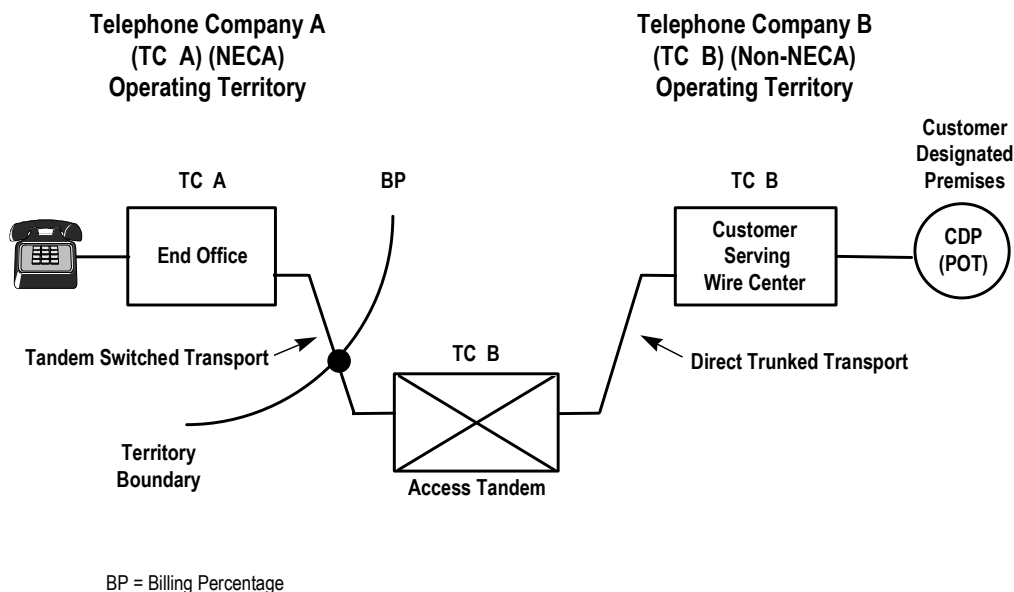 Telephone Company A
(TC A) (NECA)
Operating Territory
Telephone Company B
(TC B) (Non-NECA)
Operating Territory
Customer
Designated
Premises
TC A
BP
TC B
End Office
Customer
Serving
Wire Center
CDP
(POT)
Tandem Switched Transport
TC B
Direct Trunked Transport
Territory
Boundary
Access Tandem
BP = Billing Percentage